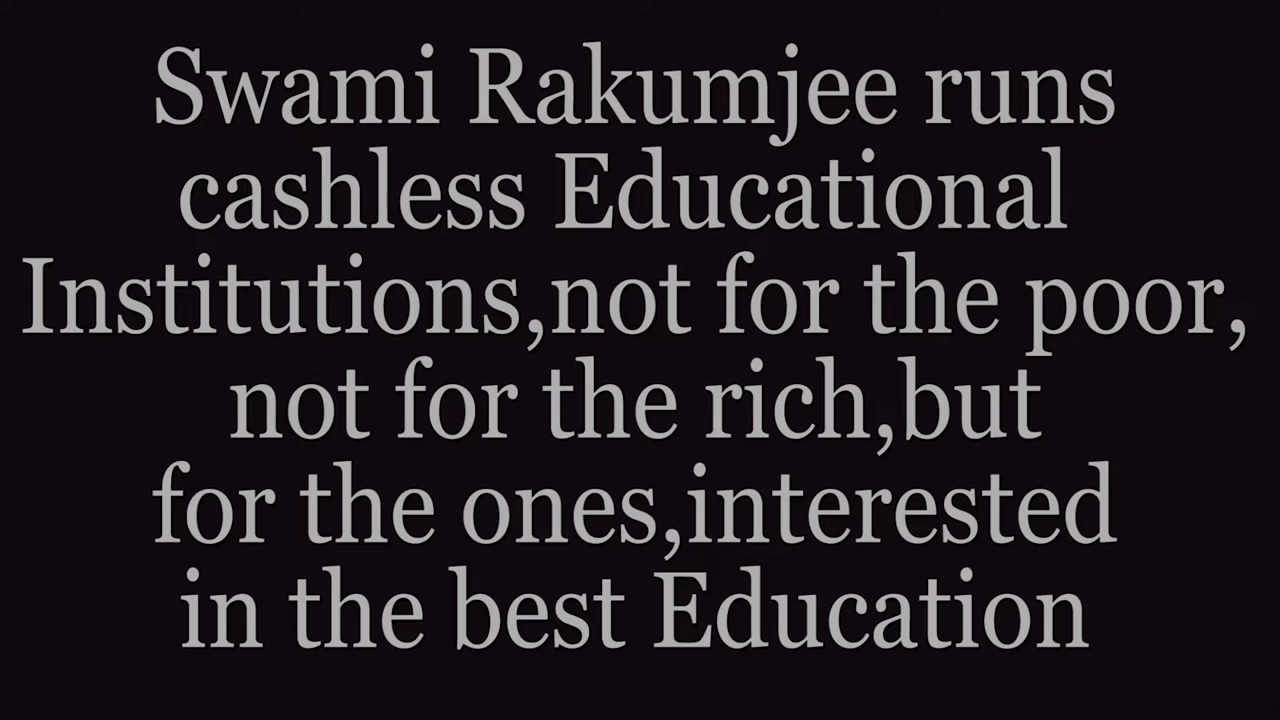 Swami Rakumjee runs
cashless Educational
Institutions,not for the poor,
not for the rich,but
for the ones,interested
in the best Education